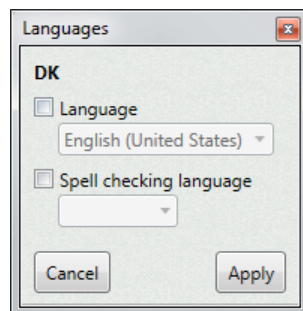 Languages
DK
Language
English (United States)
Spell checking language
Cancel Apply